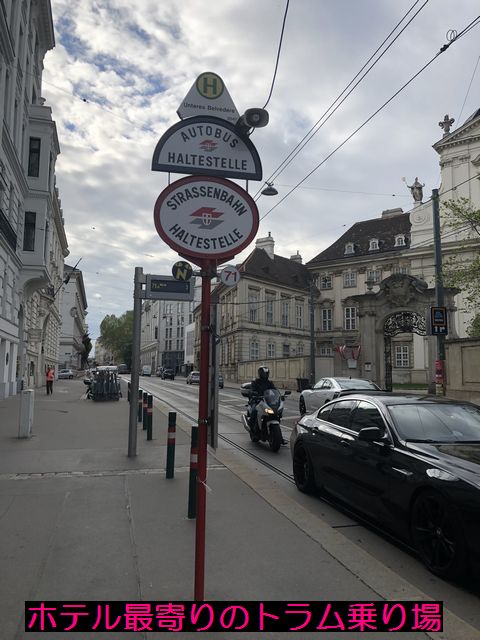 H
Unteres Belvedere
AUTOBUS
HALTESTELLE
STRASSENBAHN
HALTESTELLE
N
71
ホテル最寄りのトラム乗り場